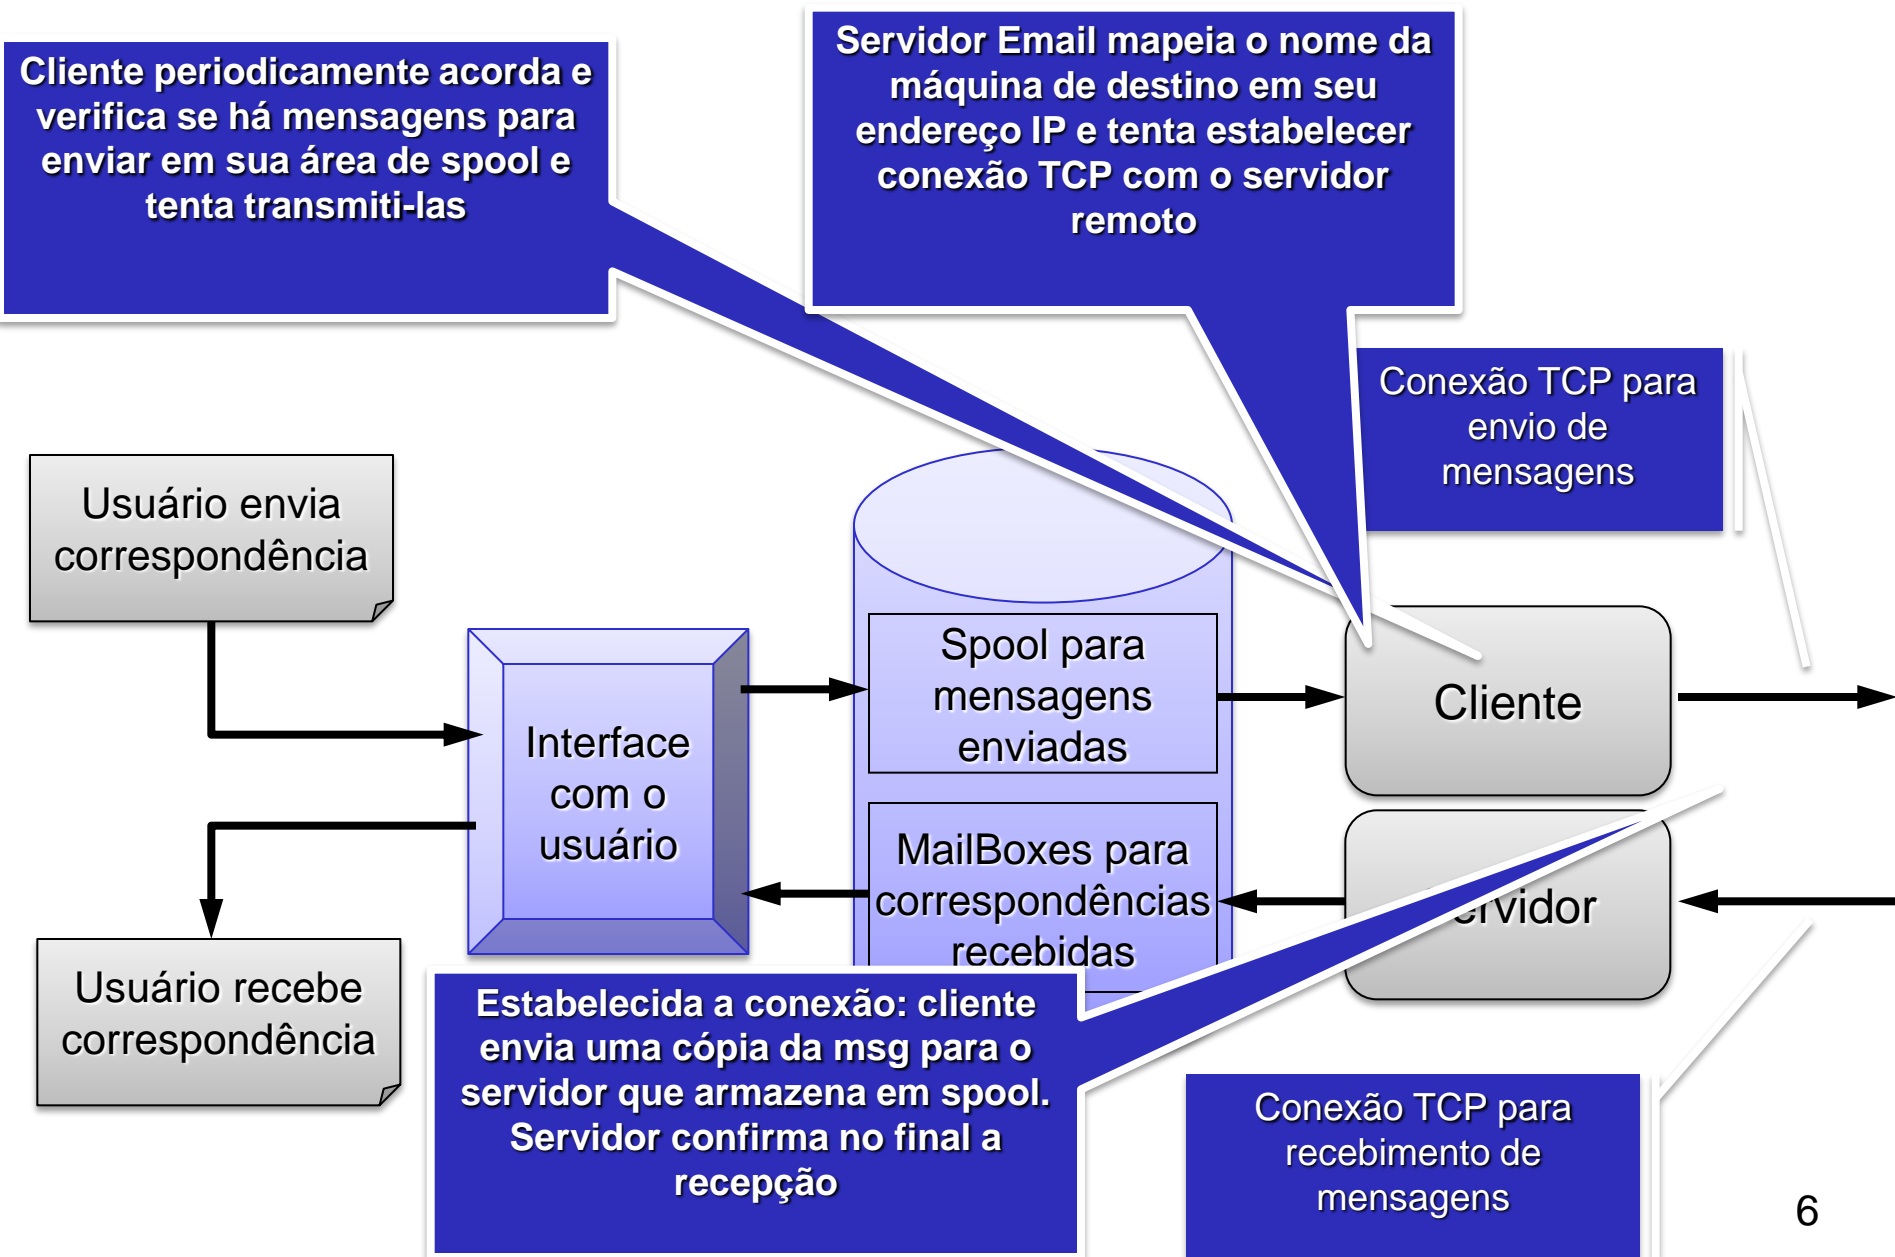 Cliente periodicamente acorda e
verifica se há mensagens para
enviar em sua área de spool e
tenta transmiti-las
Servidor Email mapeia o nome da
máquina de destino em seu
endereço IP e tenta estabelecer
conexão TCP com o servidor
remoto
Conexão TCP para
envio de
mensagens
Usuário envia
correspondência
Interface
com o
usuário
Spool para
mensagens
enviadas
Cliente
MailBoxes para
correspondências
recebidas
ervidor
Usuário recebe
correspondência
Estabelecida a conexão: cliente
envia uma cópia da msg para o
servidor que armazena em spool.
Servidor confirma no final a
recepção
Conexão TCP para
recebimento de
mensagens
6